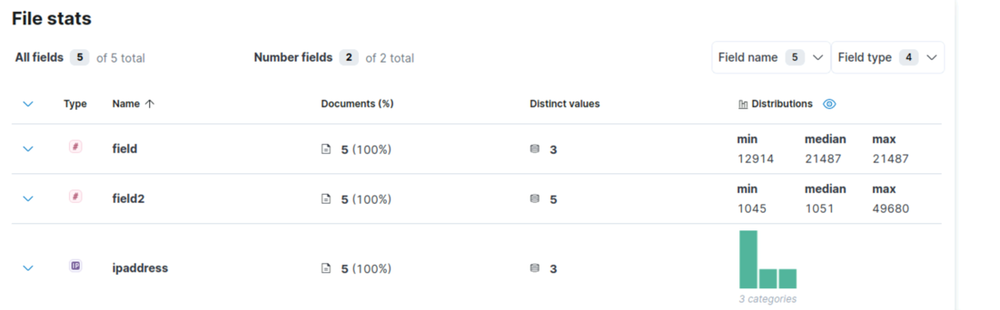 File stats
All fields 5 of 5 total Number fields 2 of 2 total Field name 5 Field type 4
Type Name Documents (%) Distinct values Distributions
# field 5 (100%) 3 min median max
12914 21487 21487
# field2 5 (100%) 5 min median max
1045 1051 49680
IP ipaddress 5 (100%) 3
3 categories